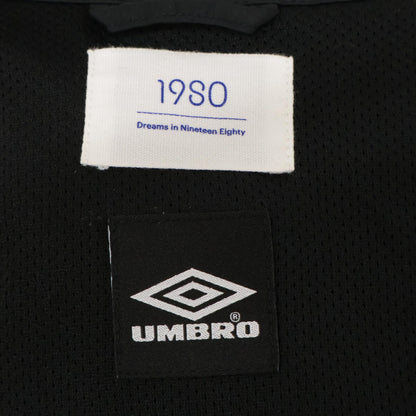 1980
Dreams in Nineteen Eighty
UMBRO®